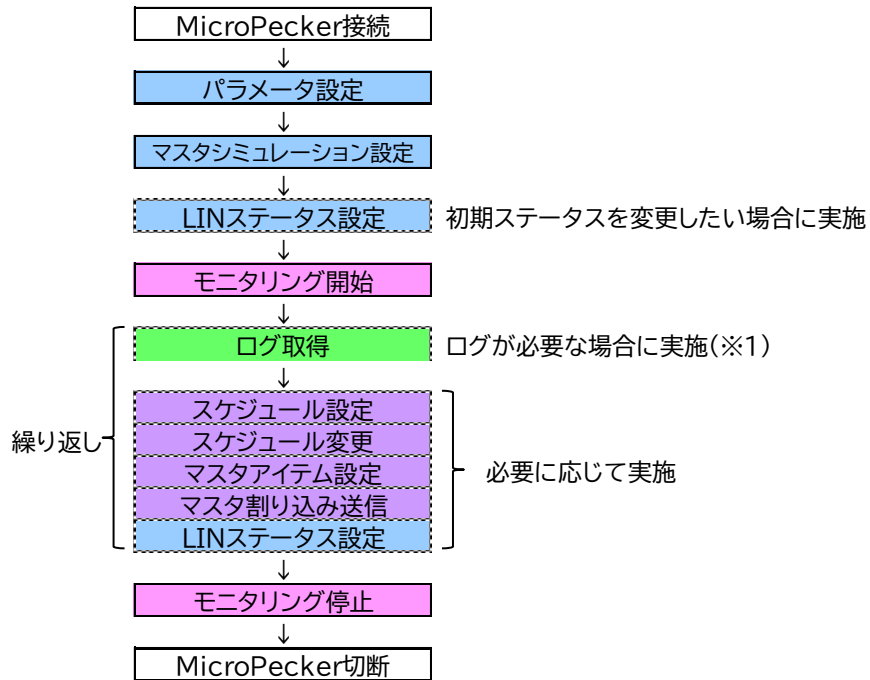 MicroPecker接続
↓
パラメータ設定
↓
マスタシミュレーション設定
↓
LINステータス設定 初期ステータスを変更したい場合に実施
↓
モニタリング開始
↓
ログ取得 ログが必要な場合に実施(※1)
↓
スケジュール設定
スケジュール変更
繰り返し マスタアイテム設定 必要に応じて実施
マスタ割り込み送信
LINステータス設定
↓
モニタリング停止
↓
MicroPecker切断